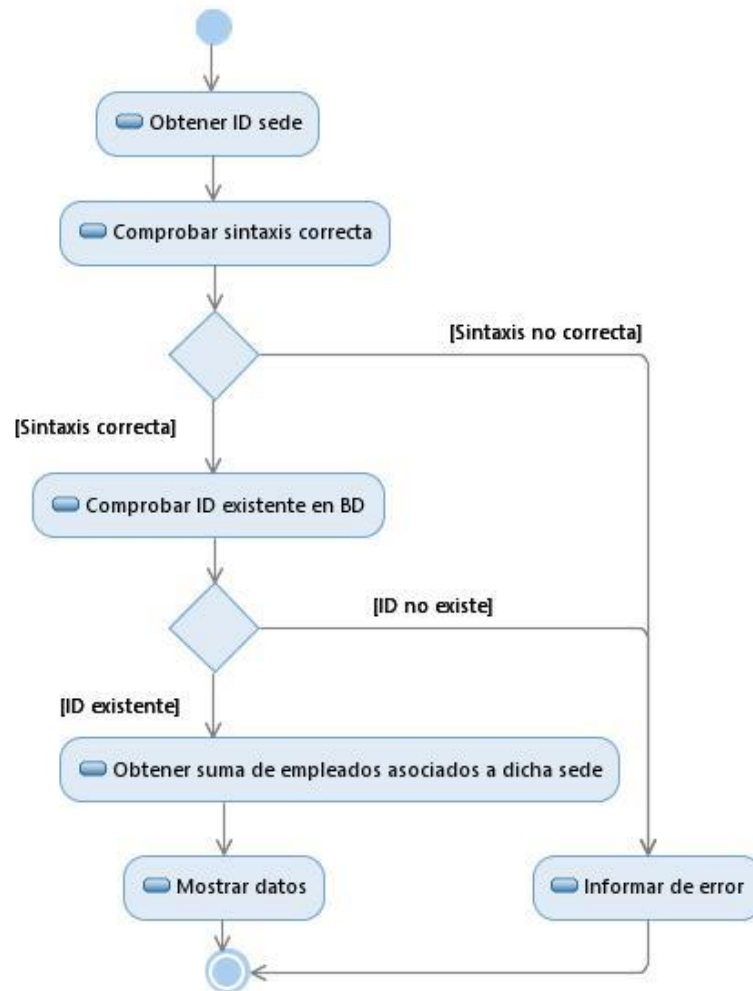 Obtener ID sede
Comprobar sintaxis correcta
[Sintaxis no correcta]
[Sintaxis correcta]
Comprobar ID existente en BD
[ID no existe]
[ID existente]
Obtener suma de empleados asociados a dicha sede
Mostrar datos
Informar de error